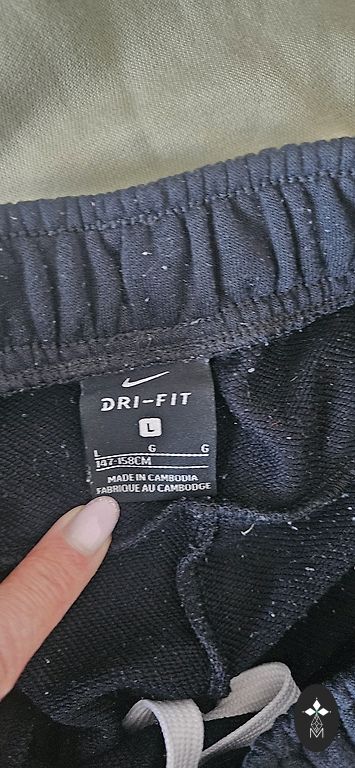 DRI-FIT
L
L G G
147-158CM
MADE IN CAMBODIA
FABRIQUE AU CAMBODGE
M